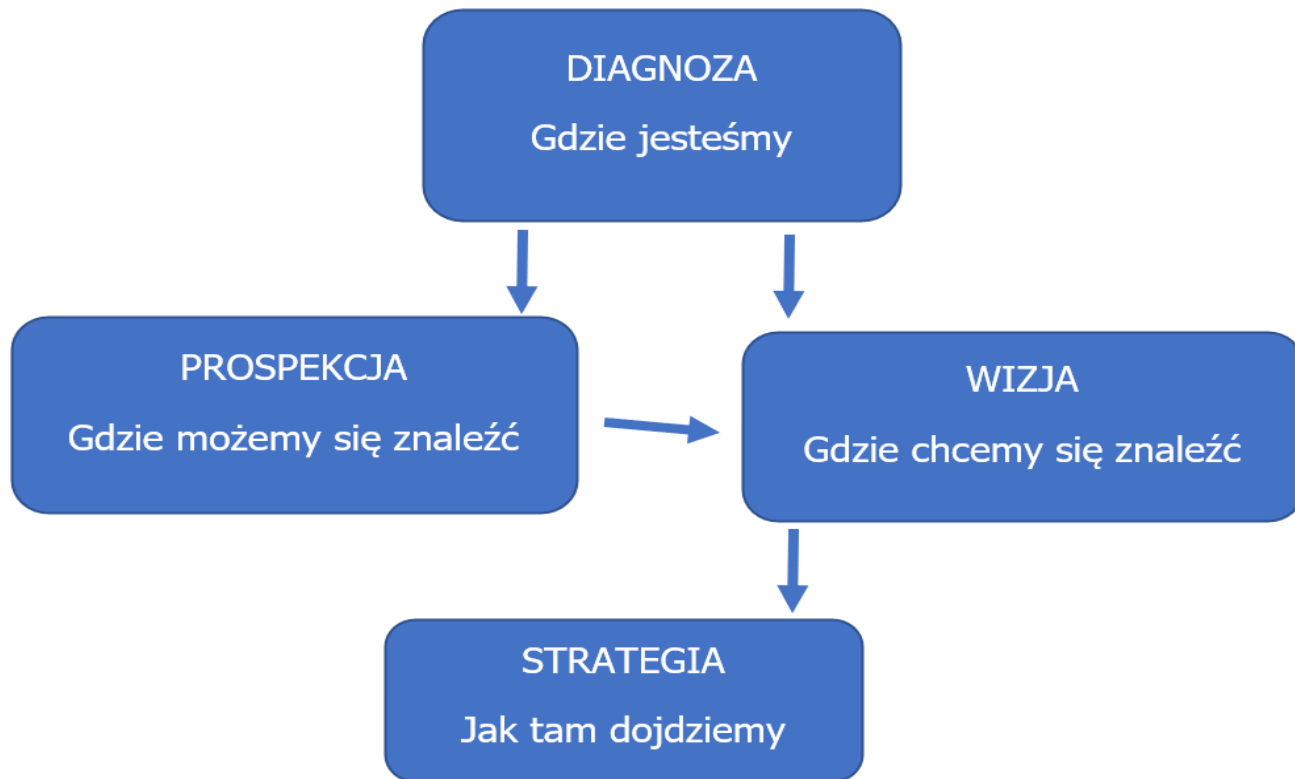 DIAGNOZA
Gdzie jesteśmy
PROSPEKCJA
Gdzie możemy się znaleźć
WIZJA
Gdzie chcemy się znaleźć
STRATEGIA
Jak tam dojdziemy